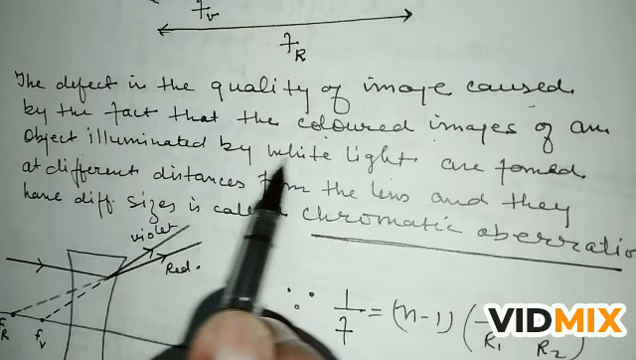 fv
fR
The defect in the quality of image caused
by the fact that the coloured images of an
object illuminated by white light are fomed
at different distances from the lens and they
have diff sizes is called chromatic aberratio
violet
Red.
fR
fv
∵ 1/f = (n-1) ( R1 R2
VIDMIX